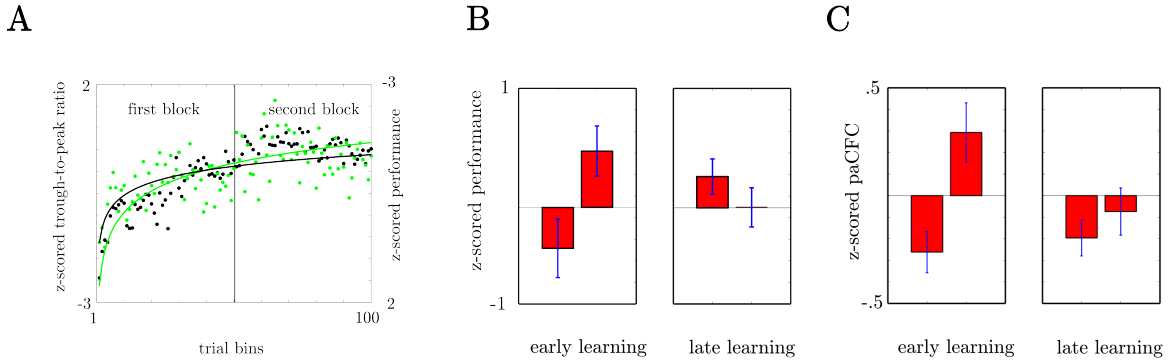 A
B
C
z-scored trough-to-peak ratio
2
-3
first block
second block
-3
2
z-scored performance
1
100
trial bins
z-scored performance
1
-1
early learning
late learning
z-scored paCFC
.5
-.5
early learning
late learning